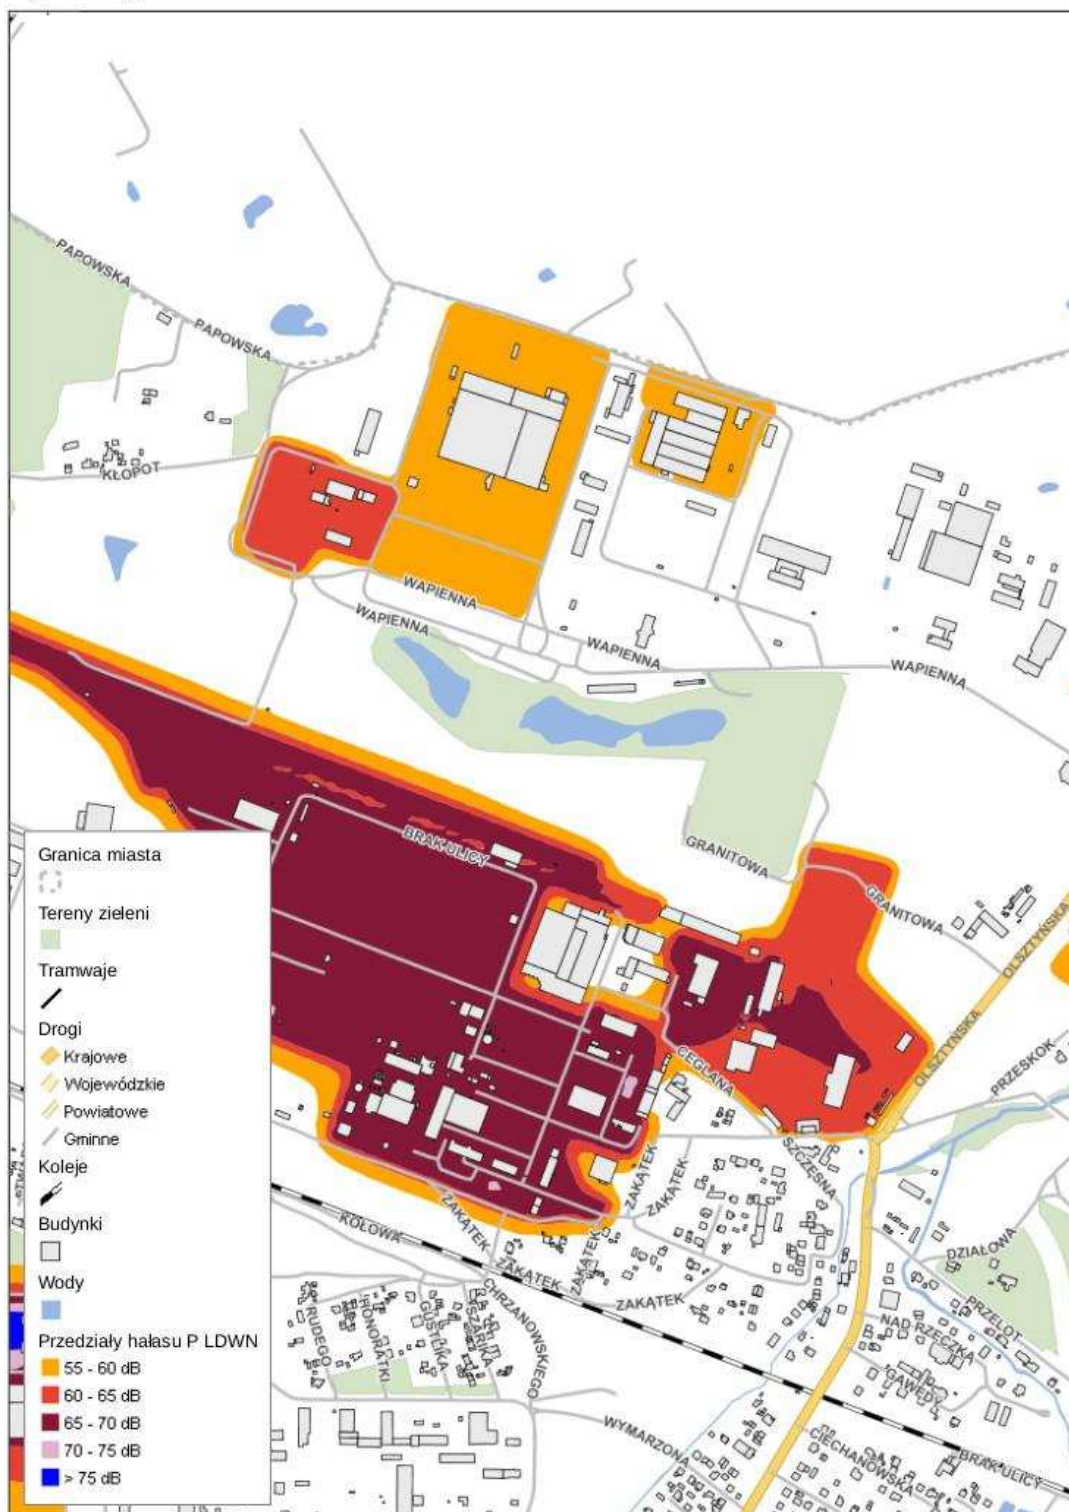 PAPOWSKA
PAPOWSKA
KŁOPOT
WAPIENNA
WAPIENNA
WAPIENNA
WAPIENNA
BRAK ULICY
GRANITOWA
GRANITOWA
OLSZTYŃSKA
OLSZTYŃSKA
PRZESKOK
CEGLANA
SZCZĘSNA
ZAKĄTEK
ZAKĄTEK
ZAKĄTEK
ZAKĄTEK
ZAKĄTEK
ZAKĄTEK
KOLOWA
DZIAŁOWA
PRZELOT
NAD RZECZKĄ
GAWĘDY
CHRZANOWSKIEGO
SZARIKA
GUSTLIKA
HONORATKI
RUDEGO
WYMARZONA
CIECHANOWSKA
BRAK ULICY
Granica miasta
Tereny zieleni
Tramwaje
Drogi
Krajowe
Wojewódzkie
Powiatowe
Gminne
Koleje
Budynki
Wody
Przedziały hałasu P LDWN
55 - 60 dB
60 - 65 dB
65 - 70 dB
70 - 75 dB
> 75 dB